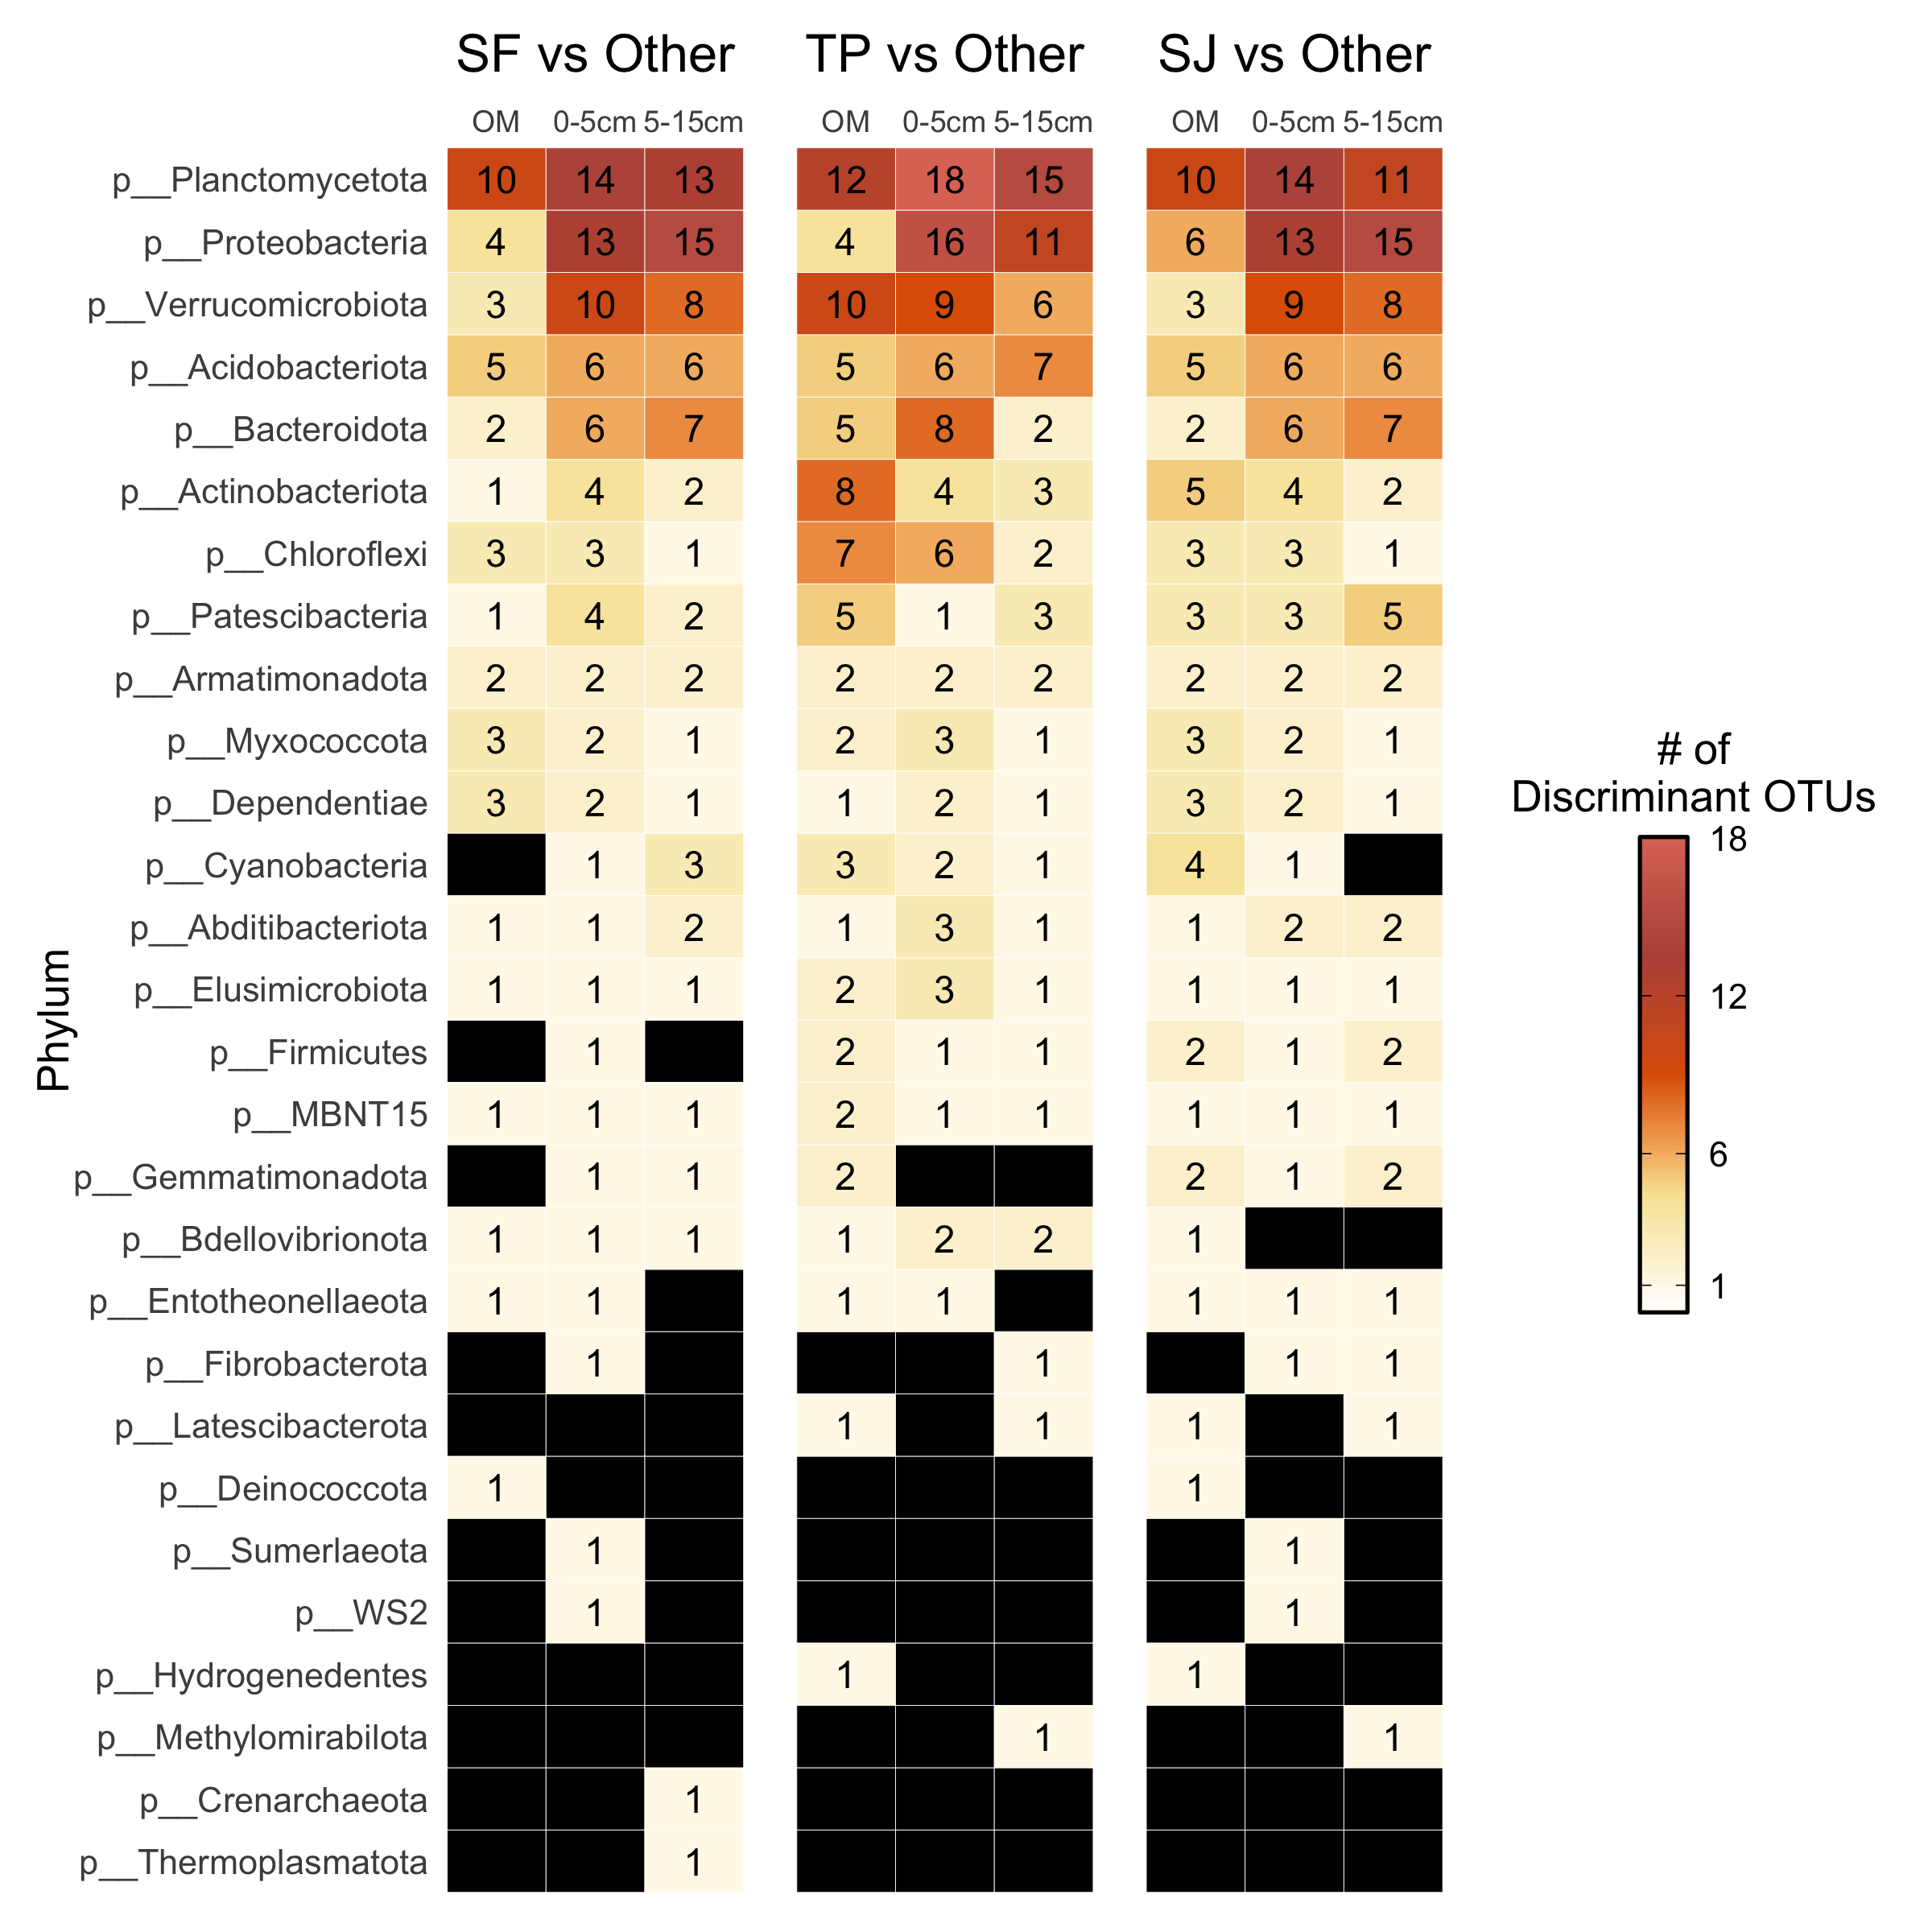 SF vs Other TP vs Other SJ vs Other
OM 0-5cm 5-15cm OM 0-5cm 5-15cm OM 0-5cm 5-15cm
p__Planctomycetota 10 14 13 12 18 15 10 14 11
p__Proteobacteria 4 13 15 4 16 11 6 13 15
p__Verrucomicrobiota 3 10 8 10 9 6 3 9 8
p__Acidobacteriota 5 6 6 5 6 7 5 6 6
p__Bacteroidota 2 6 7 5 8 2 2 6 7
p__Actinobacteriota 1 4 2 8 4 3 5 4 2
p__Chloroflexi 3 3 1 7 6 2 3 3 1
p__Patescibacteria 1 4 2 5 1 3 3 3 5
p__Armatimonadota 2 2 2 2 2 2 2 2 2
p__Myxococcota 3 2 1 2 3 1 3 2 1
p__Dependentiae 3 2 1 1 2 1 3 2 1
p__Cyanobacteria 1 3 3 2 1 4 1
p__Abditibacteriota 1 1 2 1 3 1 1 2 2
p__Elusimicrobiota 1 1 1 2 3 1 1 1 1
p__Firmicutes 1 2 1 1 2 1 2
p__MBNT15 1 1 1 2 1 1 1 1 1
p__Gemmatimonadota 1 1 2 2 1 2
p__Bdellovibrionota 1 1 1 1 2 2 1
p__Entotheonellaeota 1 1 1 1 1 1 1
p__Fibrobacterota 1 1 1 1
p__Latescibacterota 1 1 1 1
p__Deinococcota 1 1
p__Sumerlaeota 1 1
p__WS2 1 1
p__Hydrogenedentes 1 1
p__Methylomirabilota 1 1
p__Crenarchaeota 1
p__Thermoplasmatota 1
Phylum
# of
Discriminant OTUs
18
12
6
1